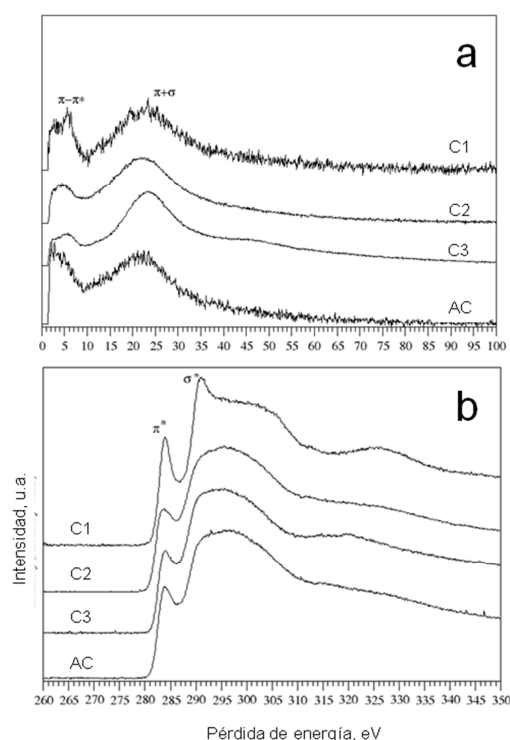 a
π−π*
π+σ
C1
C2
C3
AC
0 5 10 15 20 25 30 35 40 45 50 55 60 65 70 75 80 85 90 95 100
b
σ*
π*
C1
C2
C3
AC
Intensidad, u.a.
260 265 270 275 280 285 290 295 300 305 310 315 320 325 330 335 340 345 350
Pérdida de energía, eV